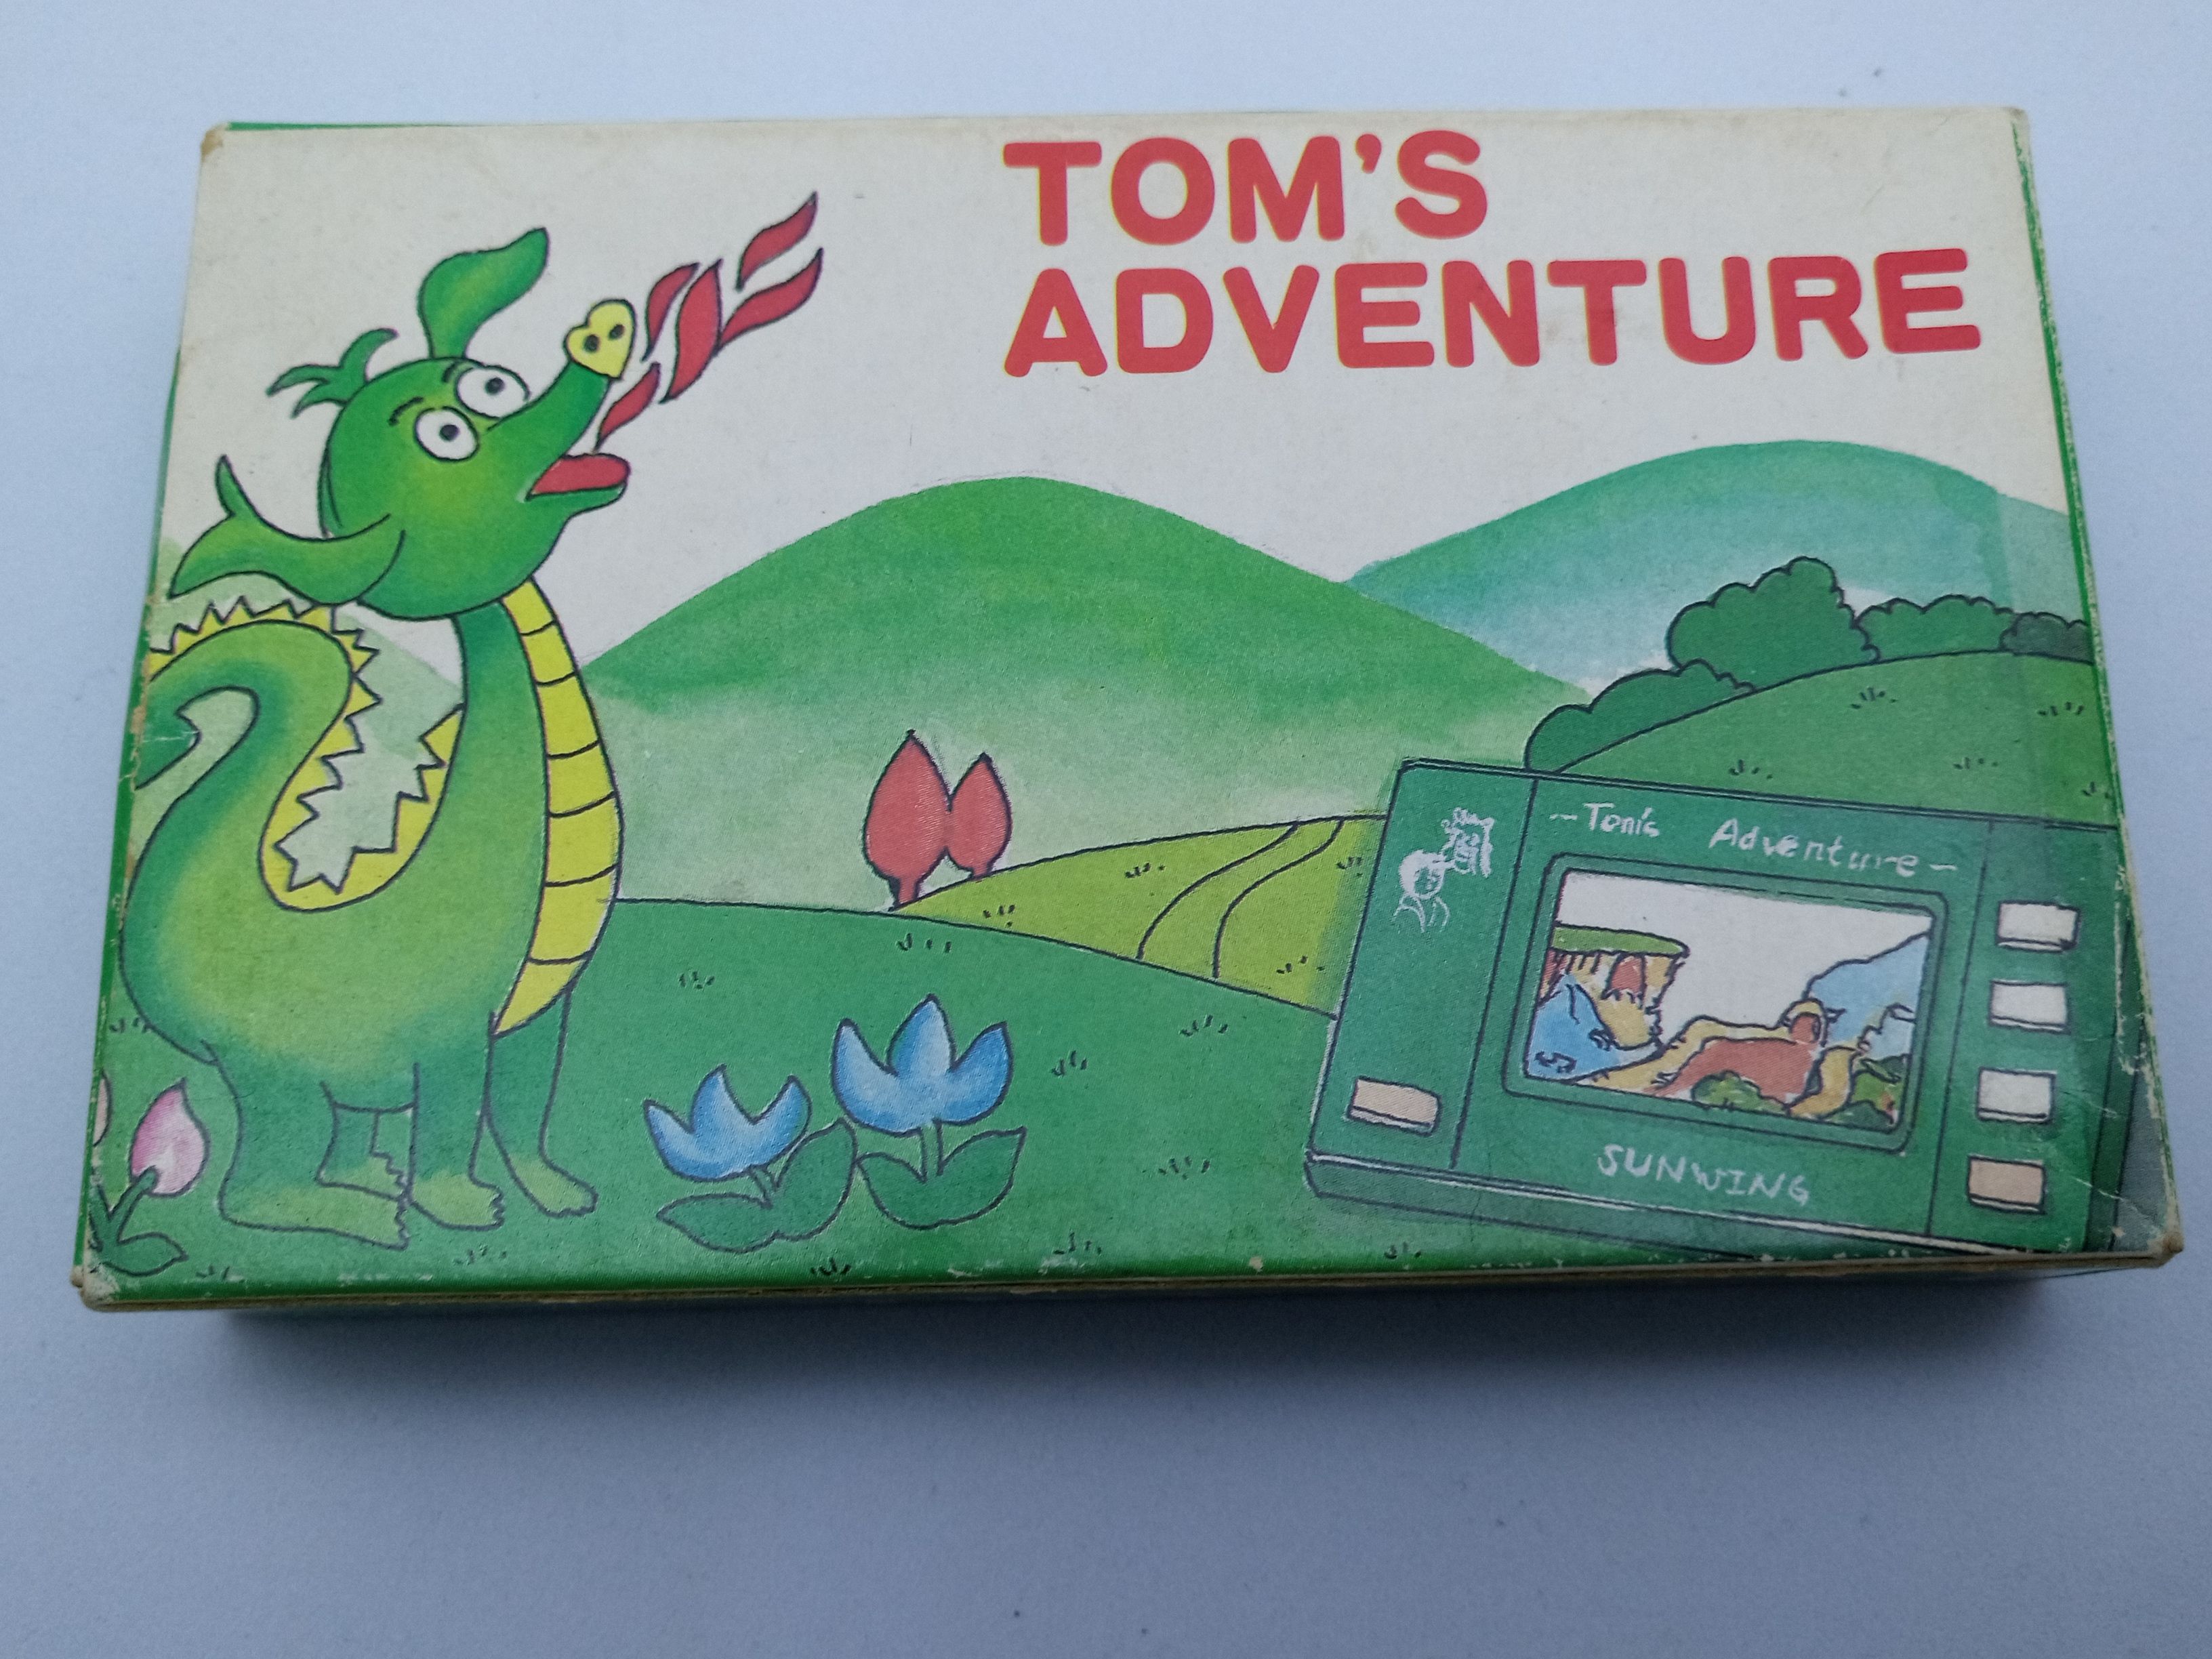 TOM'S
ADVENTURE
~Tom's Adventure~
SUNWING